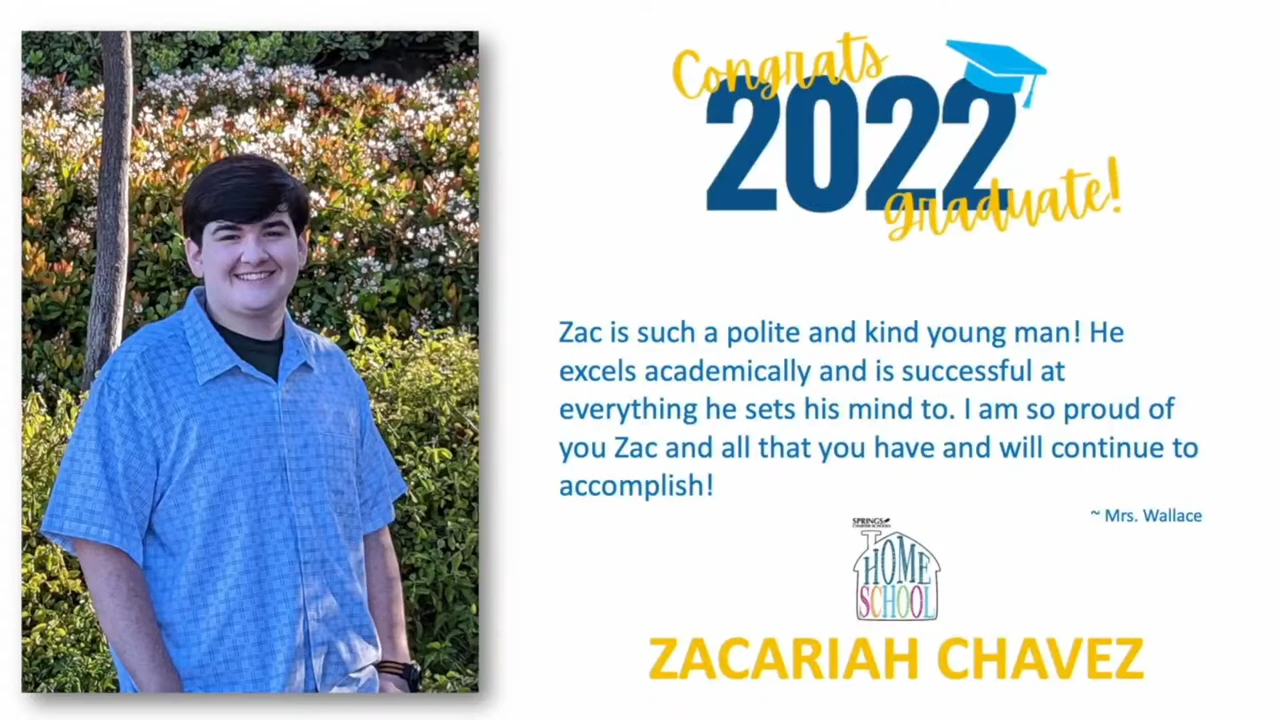 Congrats
2022
graduate!
Zac is such a polite and kind young man! He
excels academically and is successful at
everything he sets his mind to. I am so proud of
you Zac and all that you have and will continue to
accomplish!
~ Mrs. Wallace
SPRINGS
CHARTER SCHOOLS
HOME
SCHOOL
ZACARIAH CHAVEZ